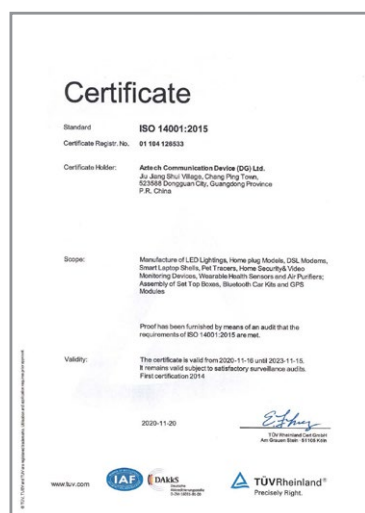 Certificate
Standard ISO 14001:2015
Certificate Registr. No. 01 104 126533
Certificate Holder: Aztech Communication Device (DG) Ltd.
Ju Jiang Shui Village, Chang Ping Town,
523568 Dongguan City, Guangdong Province
P.R. China
Scope: Manufacture of LED Lightings, Home plug Models, DSL Modems,
Smart Laptop Shells, Pet Tracers, Home Security& Video
Monitoring Devices, Wearable Health Sensors and Air Purifiers;
Assembly of Set Top Boxes, Bluetooth Car Kits and GPS
Modules
Proof has been furnished by means of an audit that the
requirements of ISO 14001:2015 are met.
Validity: The certificate is valid from 2020-11-16 until 2023-11-15.
It remains valid subject to satisfactory surveillance audits.
First certification 2014
2020-11-20
TÜV Rheinland Cert GmbH
Am Grauen Stein · 51105 Köln
www.tuv.com
IAF
DAkkS
Deutsche
Akkreditierungsstelle
TÜVRheinland®
Precisely Right.